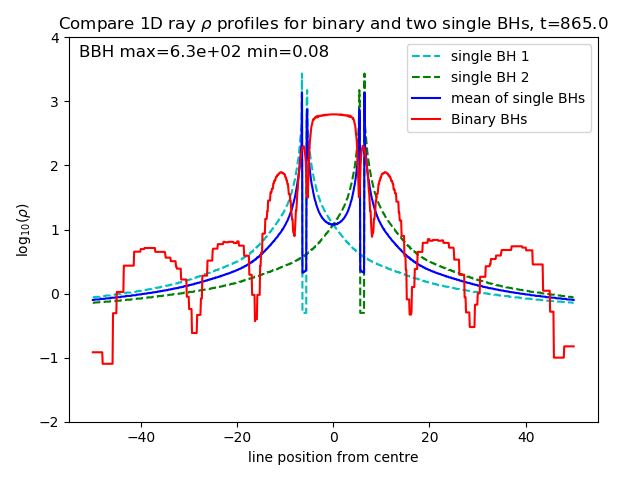 Compare 1D ray ρ profiles for binary and two single BHs, t=865.0
BBH max=6.3e+02 min=0.08
single BH 1
single BH 2
mean of single BHs
Binary BHs
log₁₀(ρ)
4
3
2
1
0
−1
−2
−40 −20 0 20 40
line position from centre